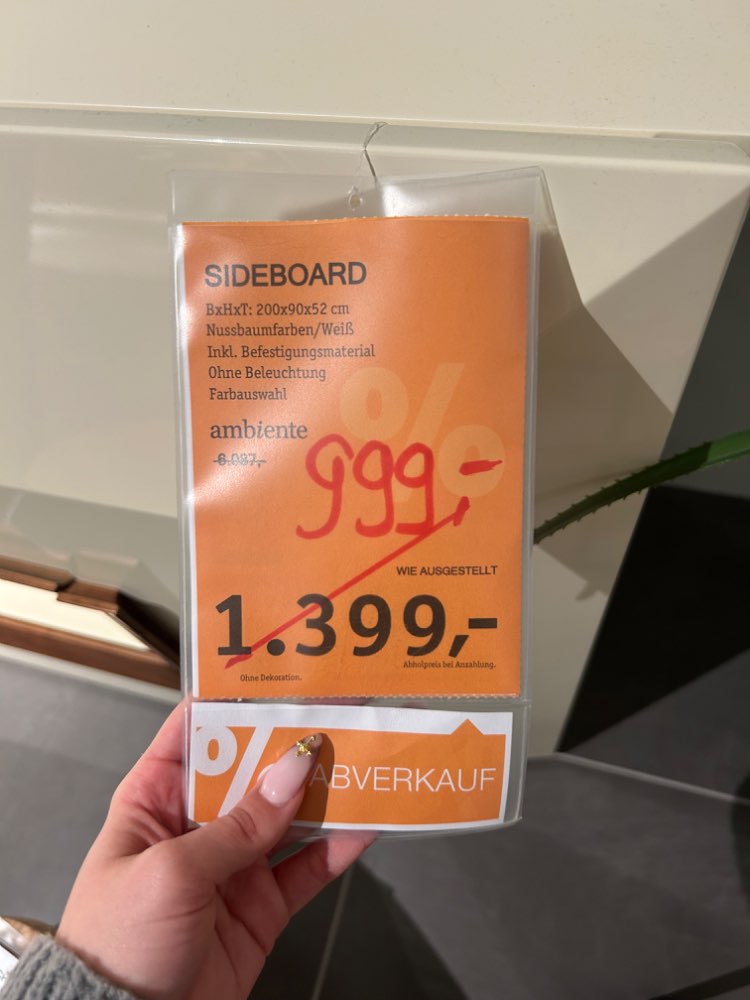 SIDEBOARD
BxHxT: 200x90x52 cm
Nussbaumfarben/Weiß
Inkl. Befestigungsmaterial
Ohne Beleuchtung
Farbauswahl
%
ambiente
6.087,-
999,-
WIE AUSGESTELLT
1.399,-
Abholpreis bei Anzahlung.
Ohne Dekoration.
% ABVERKAUF